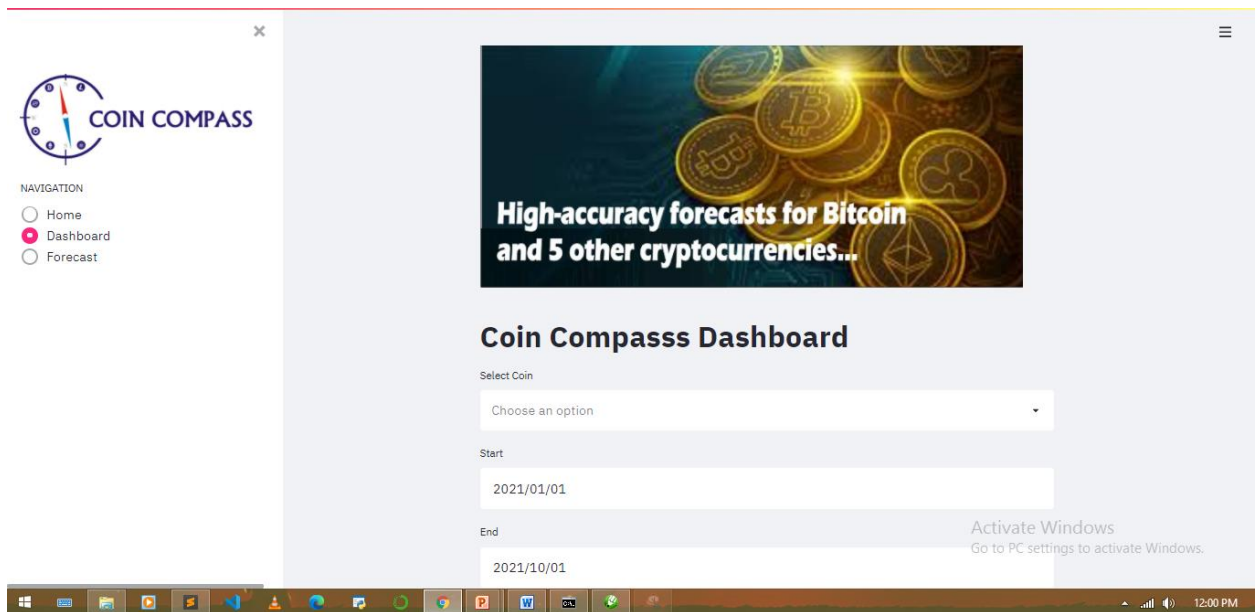 COIN COMPASS
NAVIGATION
Home
Dashboard
Forecast
High-accuracy forecasts for Bitcoin
and 5 other cryptocurrencies...
Coin Compasss Dashboard
Select Coin
Choose an option
Start
2021/01/01
End
2021/10/01
Activate Windows
Go to PC settings to activate Windows.
12:00 PM